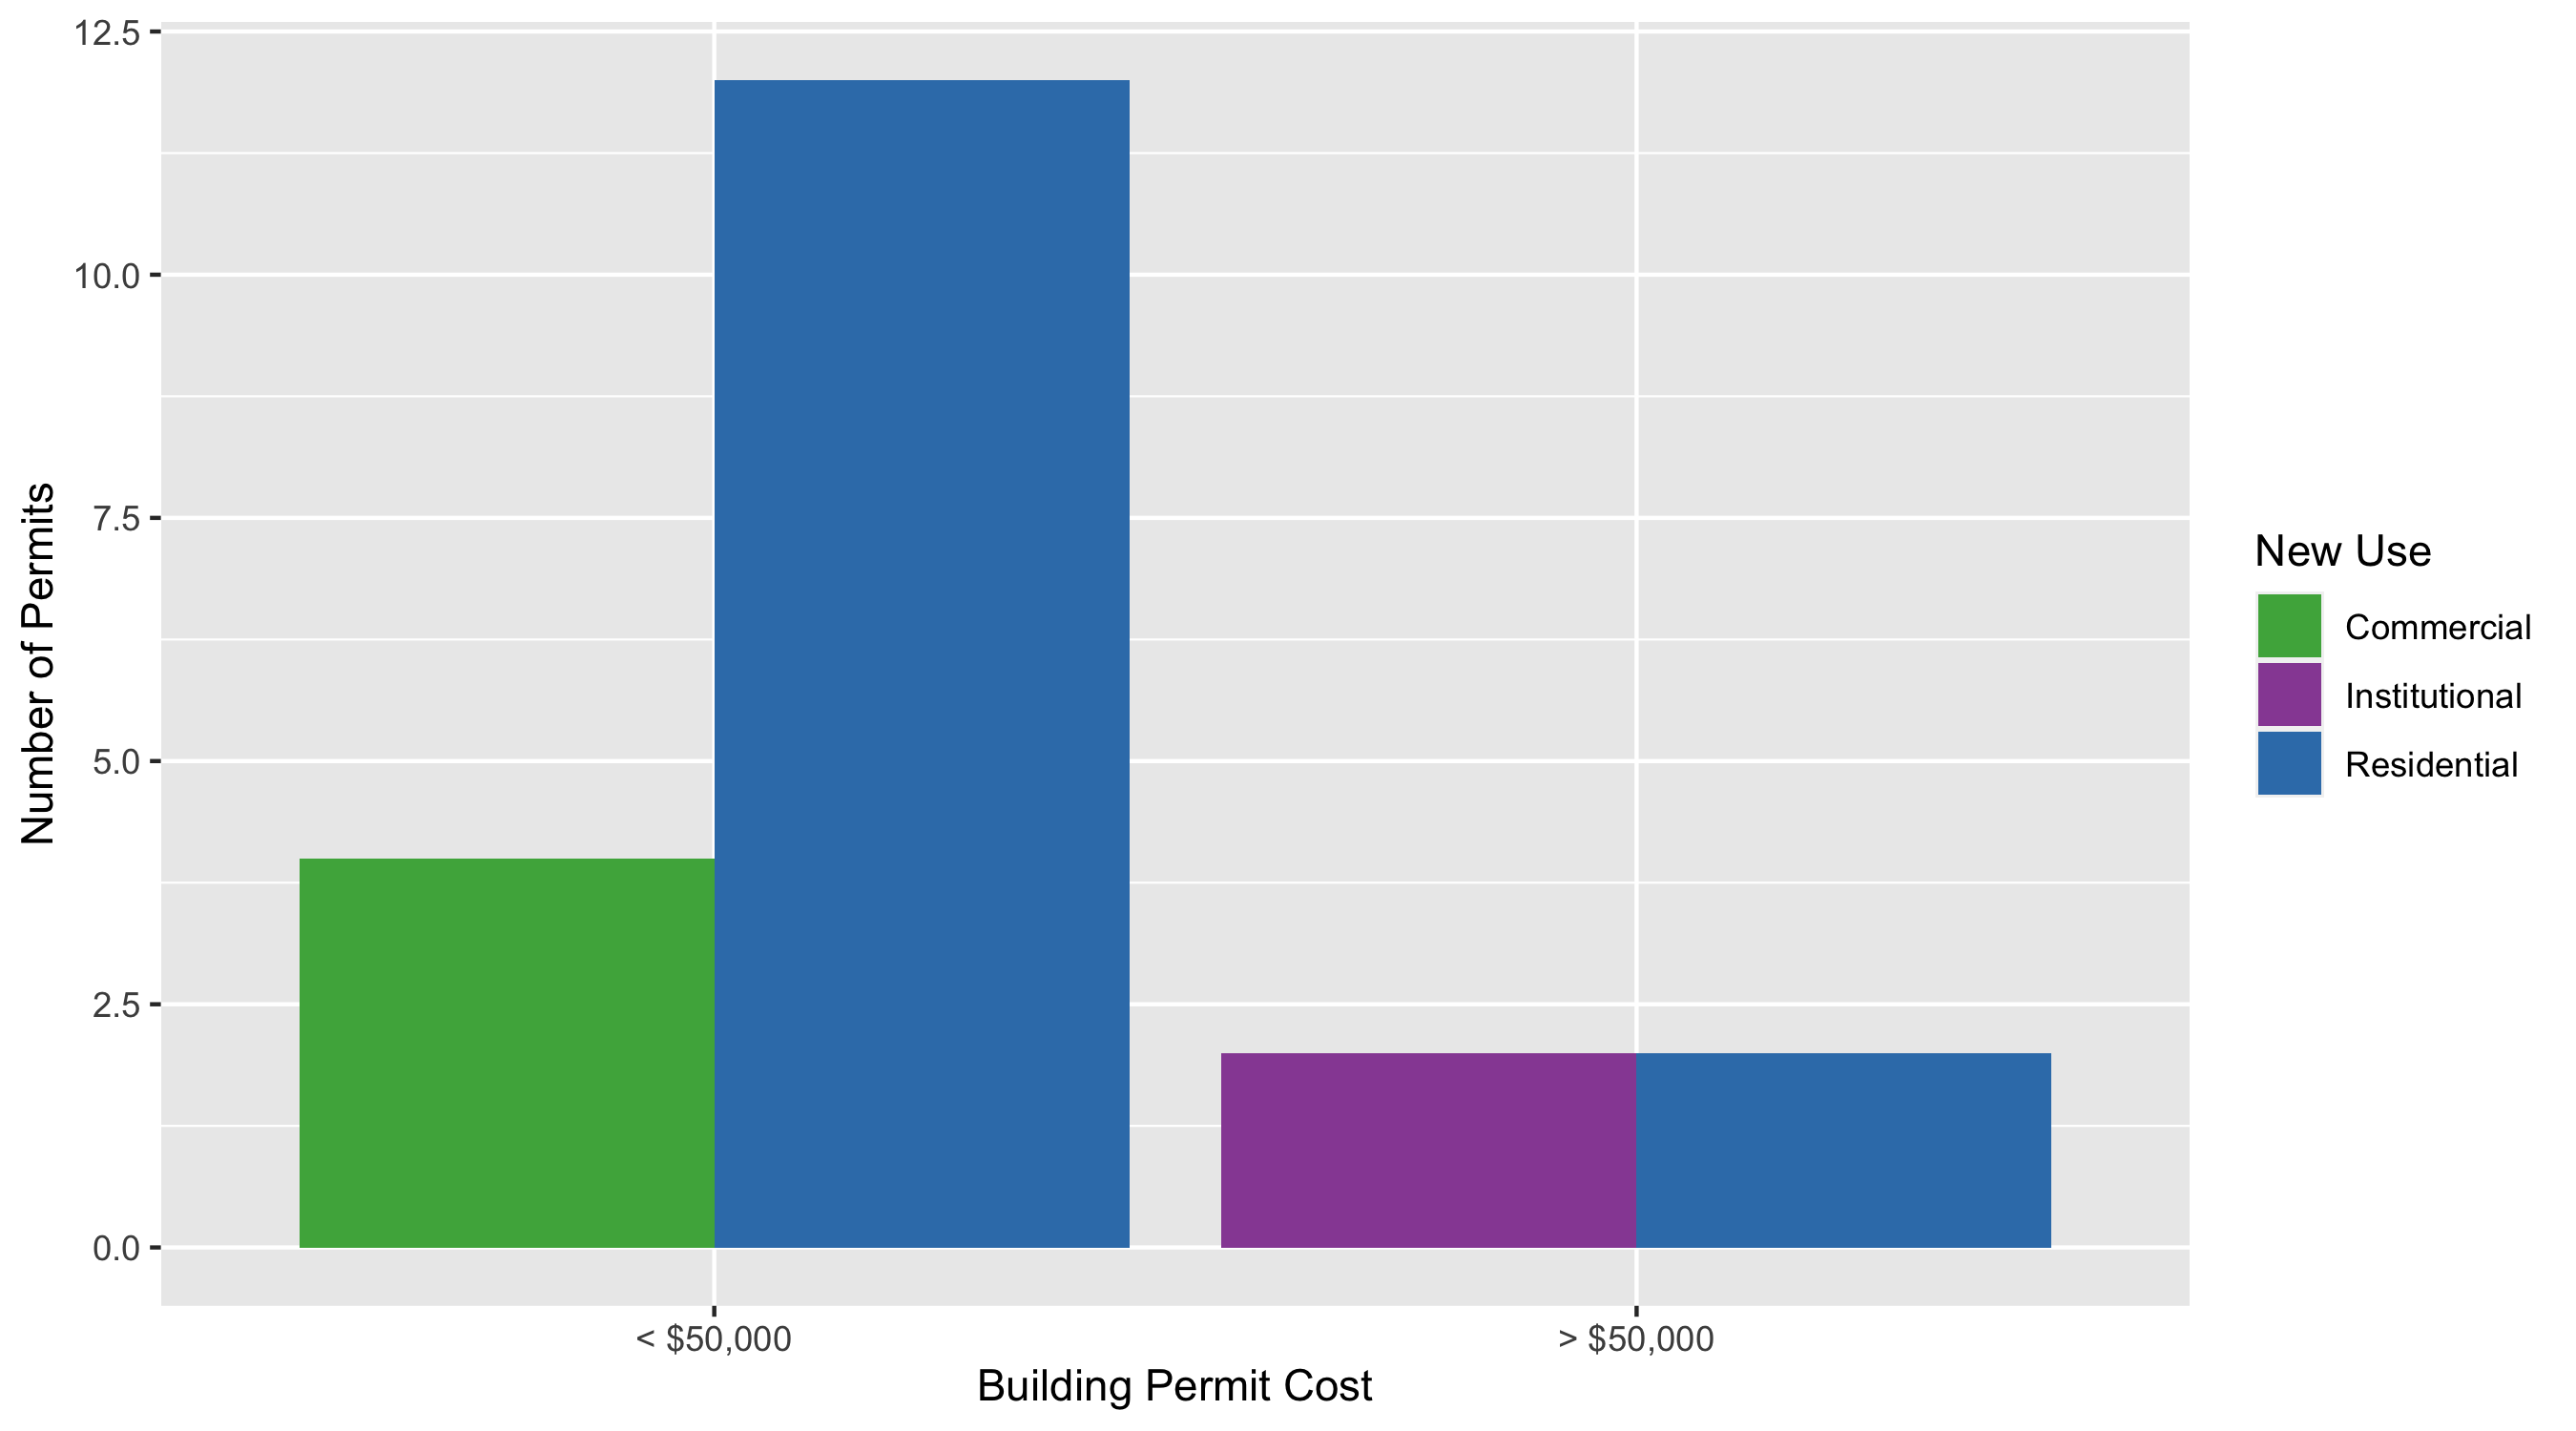 12.5
10.0
7.5
5.0
2.5
0.0
Number of Permits
< $50,000
> $50,000
Building Permit Cost
New Use
Commercial
Institutional
Residential